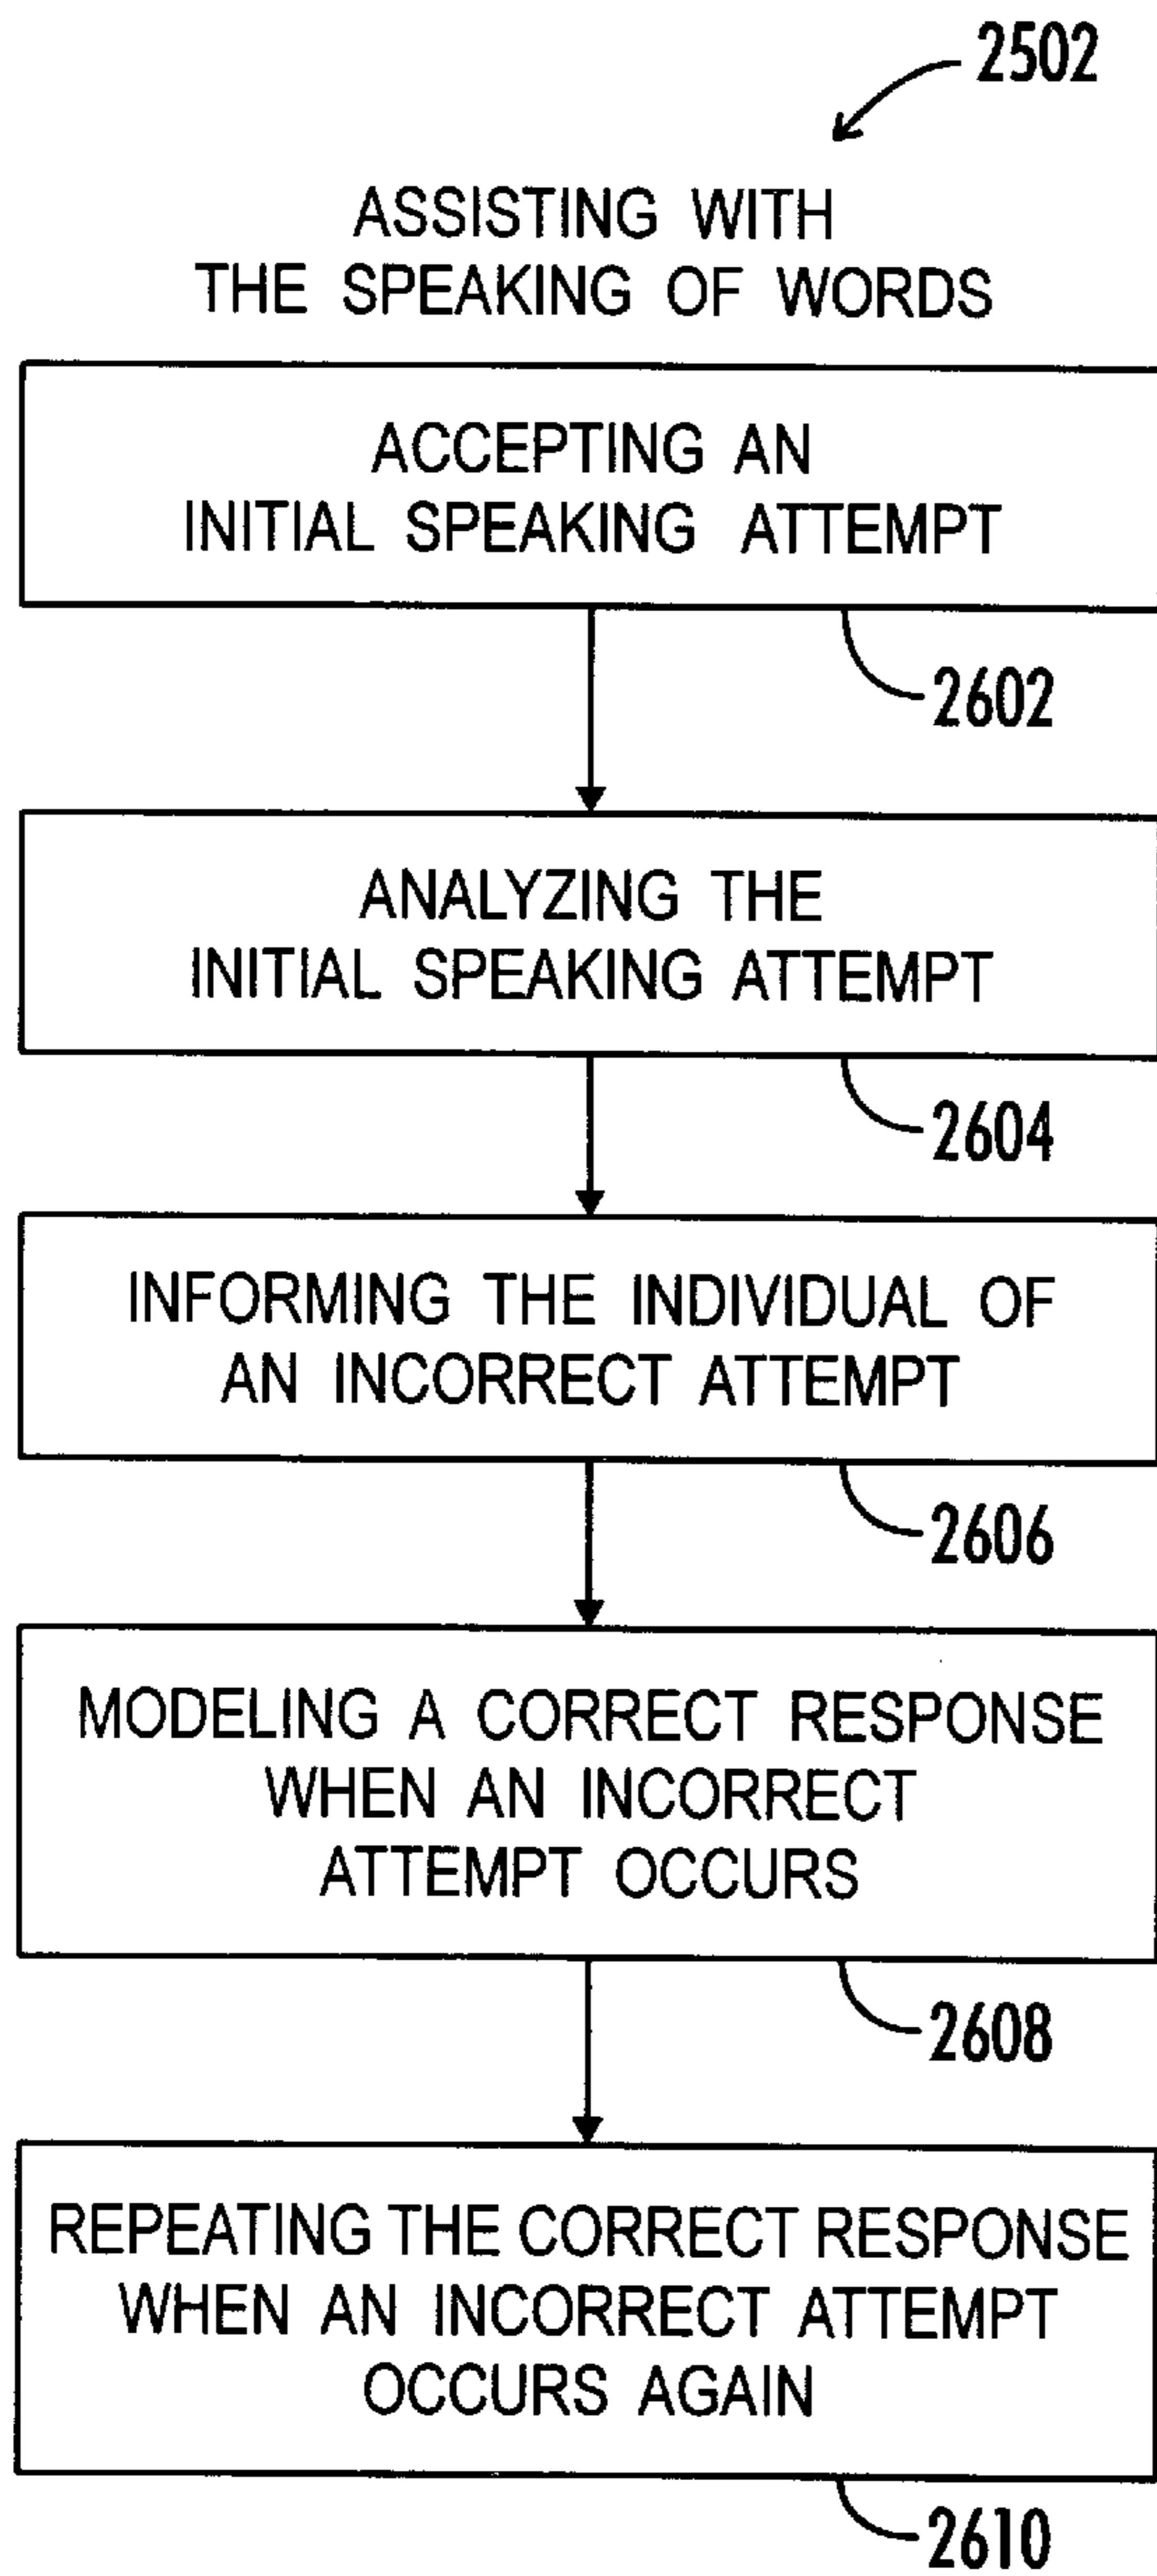 2502
ASSISTING WITH
THE SPEAKING OF WORDS
ACCEPTING AN
INITIAL SPEAKING ATTEMPT
2602
ANALYZING THE
INITIAL SPEAKING ATTEMPT
2604
INFORMING THE INDIVIDUAL OF
AN INCORRECT ATTEMPT
2606
MODELING A CORRECT RESPONSE
WHEN AN INCORRECT
ATTEMPT OCCURS
2608
REPEATING THE CORRECT RESPONSE
WHEN AN INCORRECT ATTEMPT
OCCURS AGAIN
2610